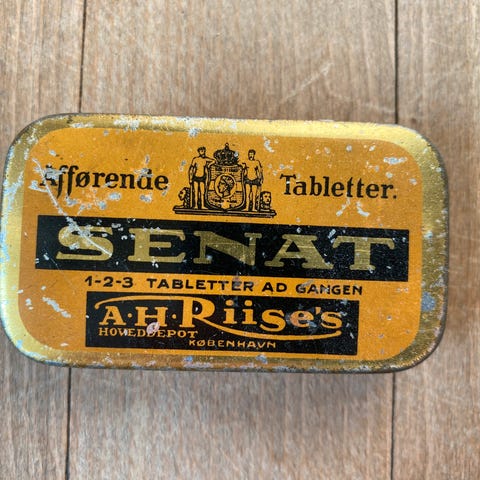 Afførende Tabletter.
SENAT
1-2-3 TABLETTER AD GANGEN
A·H·Riise's
HOVEDDEPOT
KØBENHAVN